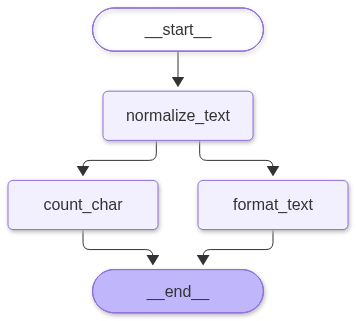 __start__
normalize_text
count_char
format_text
__end__